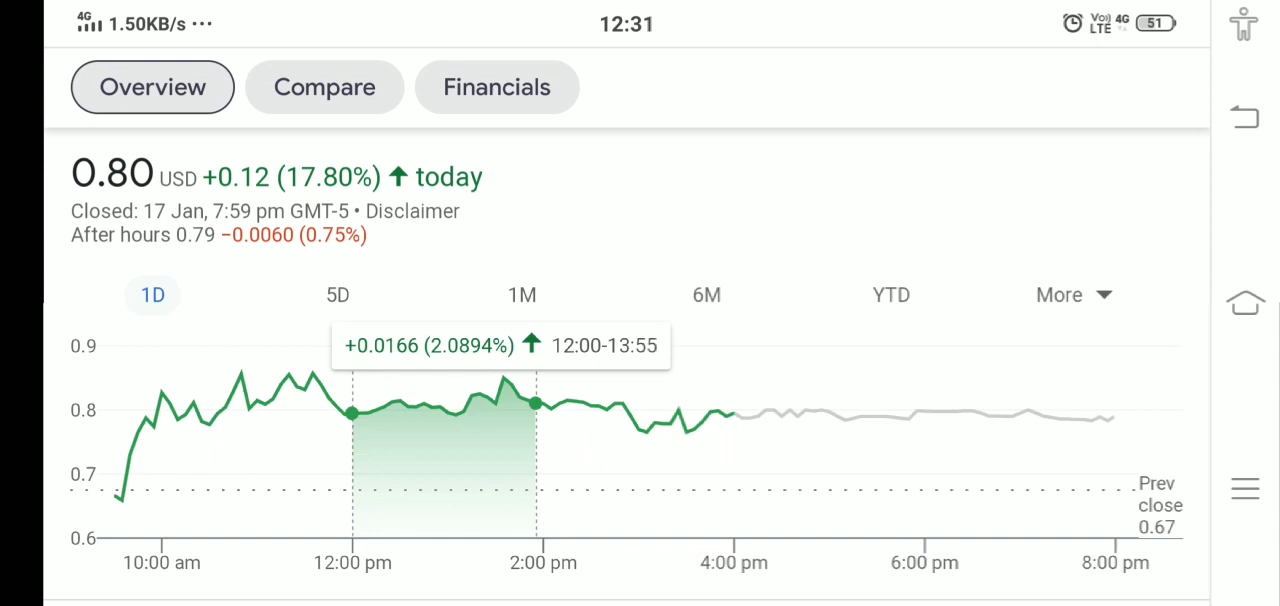 4G 1.50KB/s ··· 12:31 Vo)) LTE 4G 51
Overview Compare Financials
0.80 USD +0.12 (17.80%) ↑ today
Closed: 17 Jan, 7:59 pm GMT-5 • Disclaimer
After hours 0.79 −0.0060 (0.75%)
1D 5D 1M 6M YTD More
+0.0166 (2.0894%) ↑ 12:00-13:55
0.9
0.8
0.7
Prev
close
0.67
0.6
10:00 am 12:00 pm 2:00 pm 4:00 pm 6:00 pm 8:00 pm